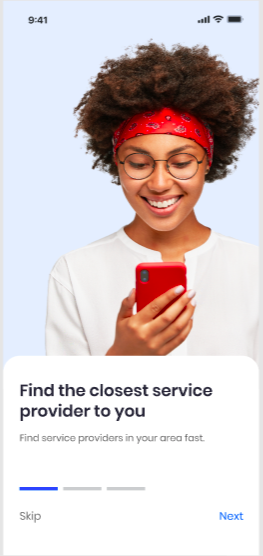 9:41
Find the closest service
provider to you
Find service providers in your area fast.
Skip
Next